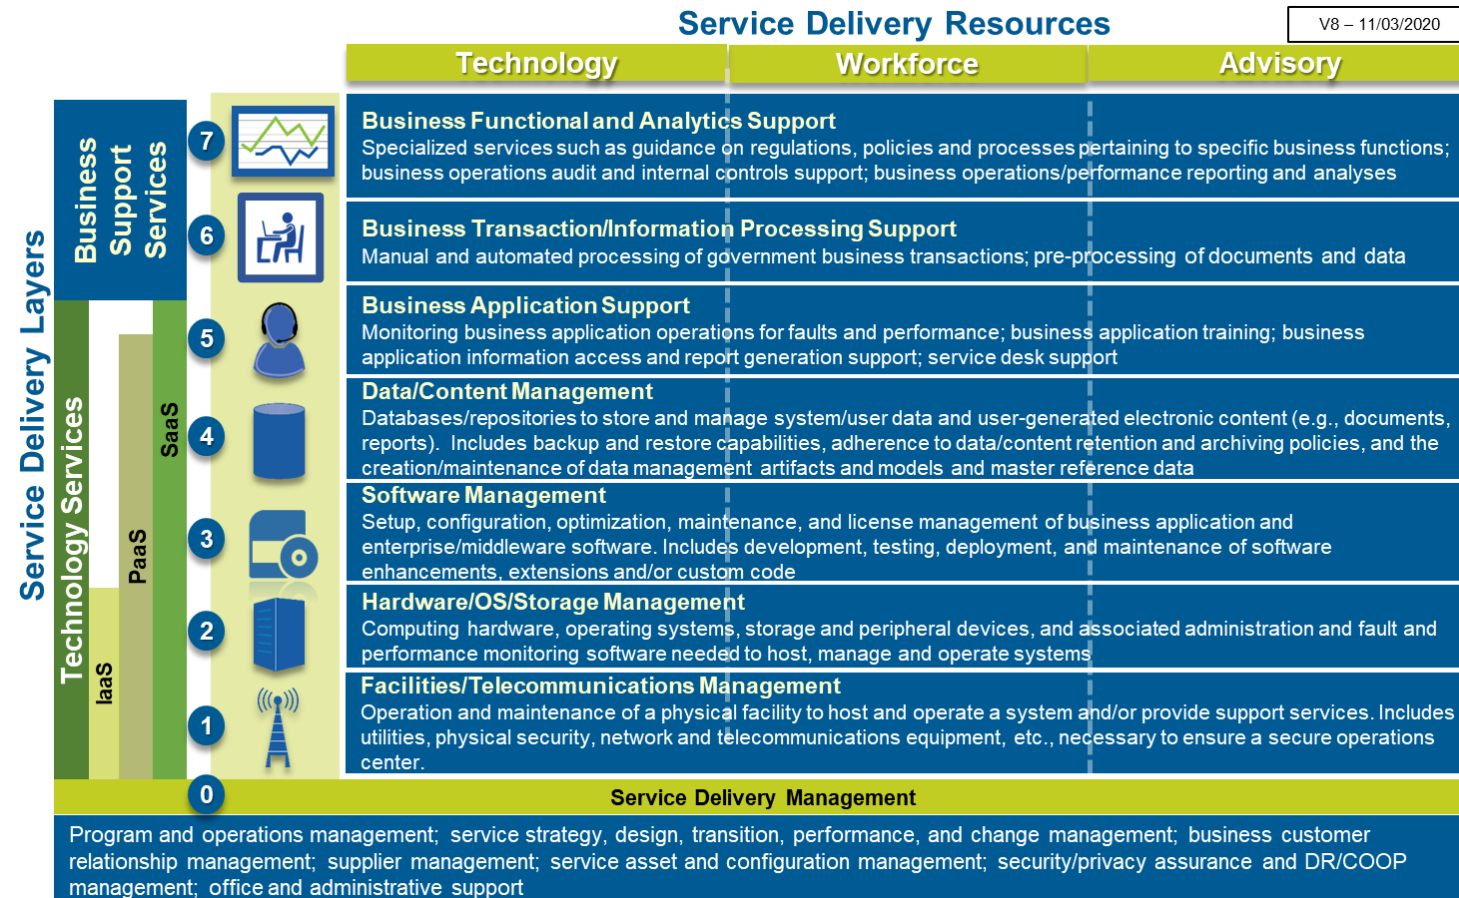 Service Delivery Resources
V8 – 11/03/2020
Technology
Workforce
Advisory
Service Delivery Layers
Business
Support
Services
Technology Services
IaaS
PaaS
SaaS
7
Business Functional and Analytics Support
Specialized services such as guidance on regulations, policies and processes pertaining to specific business functions;
business operations audit and internal controls support; business operations/performance reporting and analyses
6
Business Transaction/Information Processing Support
Manual and automated processing of government business transactions; pre-processing of documents and data
5
Business Application Support
Monitoring business application operations for faults and performance; business application training; business
application information access and report generation support; service desk support
4
Data/Content Management
Databases/repositories to store and manage system/user data and user-generated electronic content (e.g., documents,
reports). Includes backup and restore capabilities, adherence to data/content retention and archiving policies, and the
creation/maintenance of data management artifacts and models and master reference data
3
Software Management
Setup, configuration, optimization, maintenance, and license management of business application and
enterprise/middleware software. Includes development, testing, deployment, and maintenance of software
enhancements, extensions and/or custom code
2
Hardware/OS/Storage Management
Computing hardware, operating systems, storage and peripheral devices, and associated administration and fault and
performance monitoring software needed to host, manage and operate systems
1
Facilities/Telecommunications Management
Operation and maintenance of a physical facility to host and operate a system and/or provide support services. Includes
utilities, physical security, network and telecommunications equipment, etc., necessary to ensure a secure operations
center.
0
Service Delivery Management
Program and operations management; service strategy, design, transition, performance, and change management; business customer
relationship management; supplier management; service asset and configuration management; security/privacy assurance and DR/COOP
management; office and administrative support